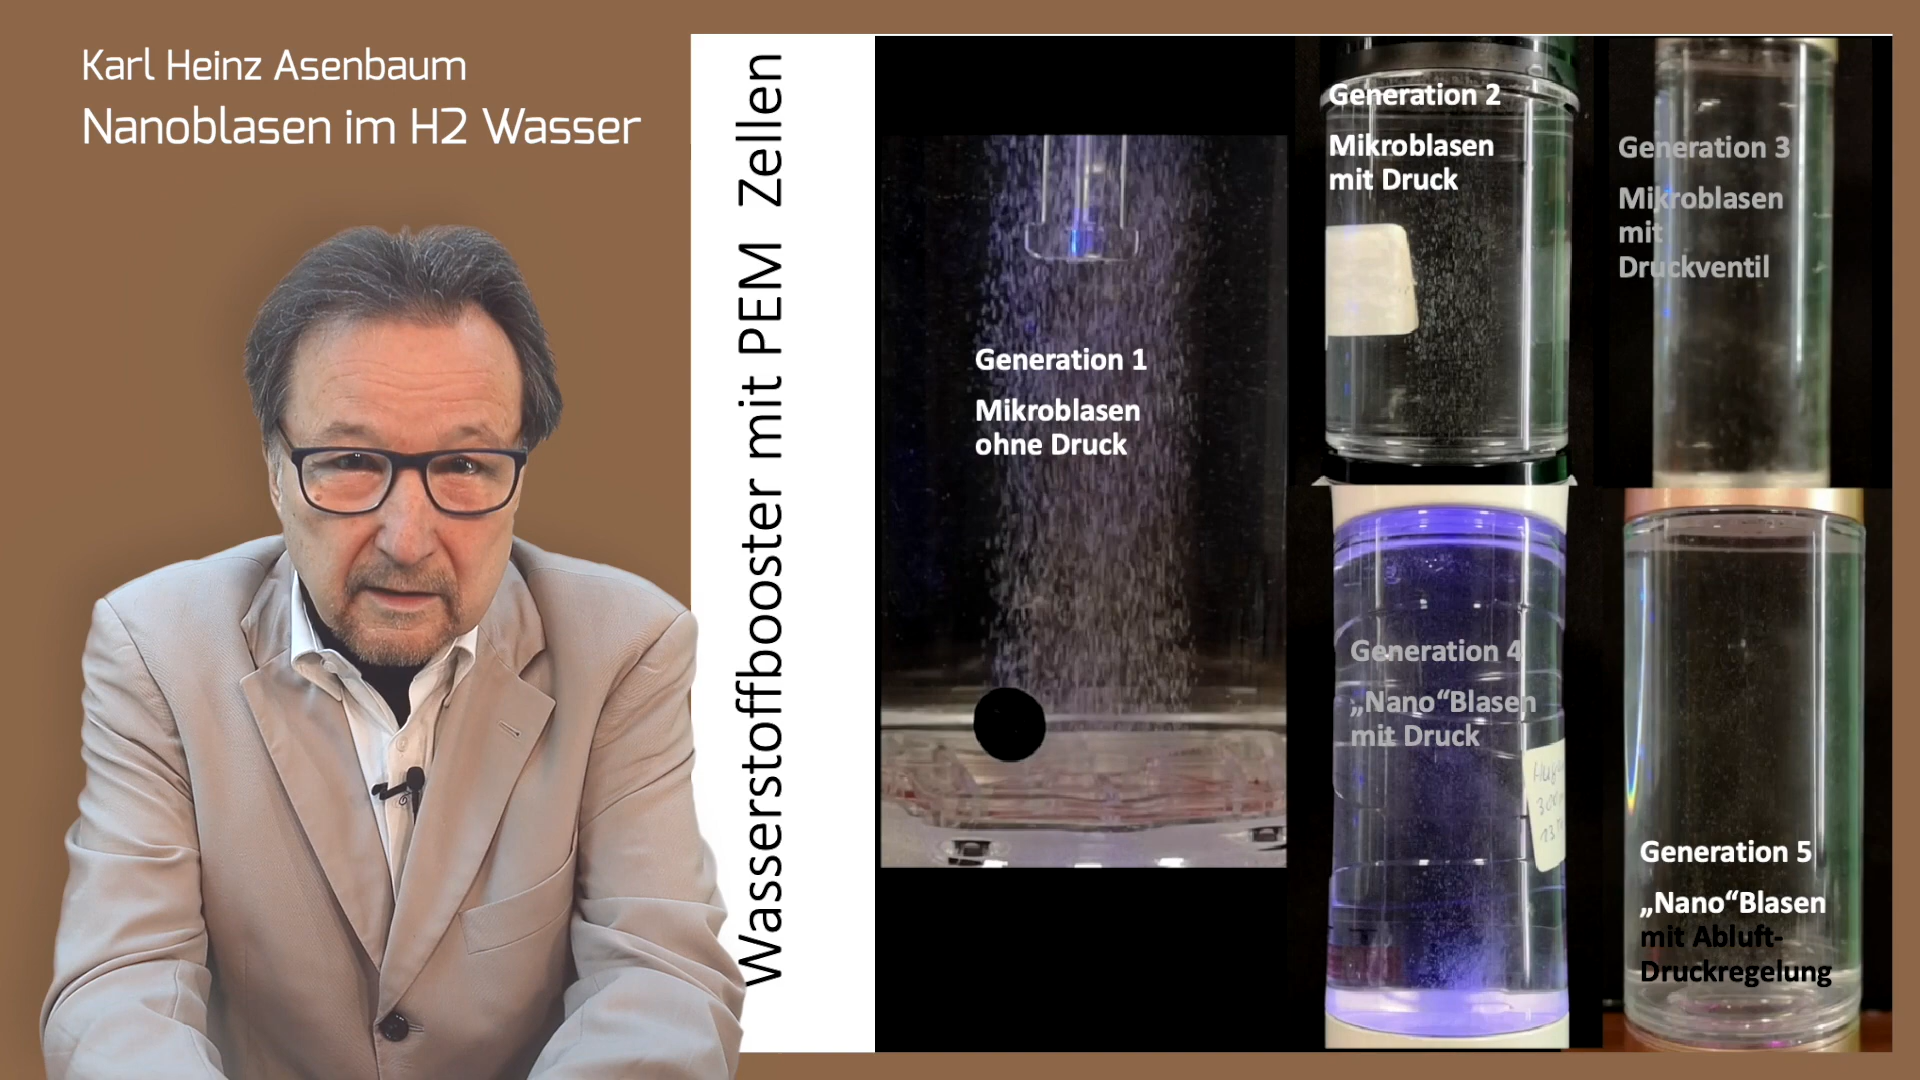 Karl Heinz Asenbaum
Nanoblasen im H2 Wasser
Wasserstoffbooster mit PEM Zellen
Generation 1
Mikroblasen
ohne Druck
Generation 2
Mikroblasen
mit Druck
Generation 3
Mikroblasen
mit
Druckventil
Generation 4
„Nano“Blasen
mit Druck
Generation 5
„Nano“Blasen
mit Abluft-
Druckregelung